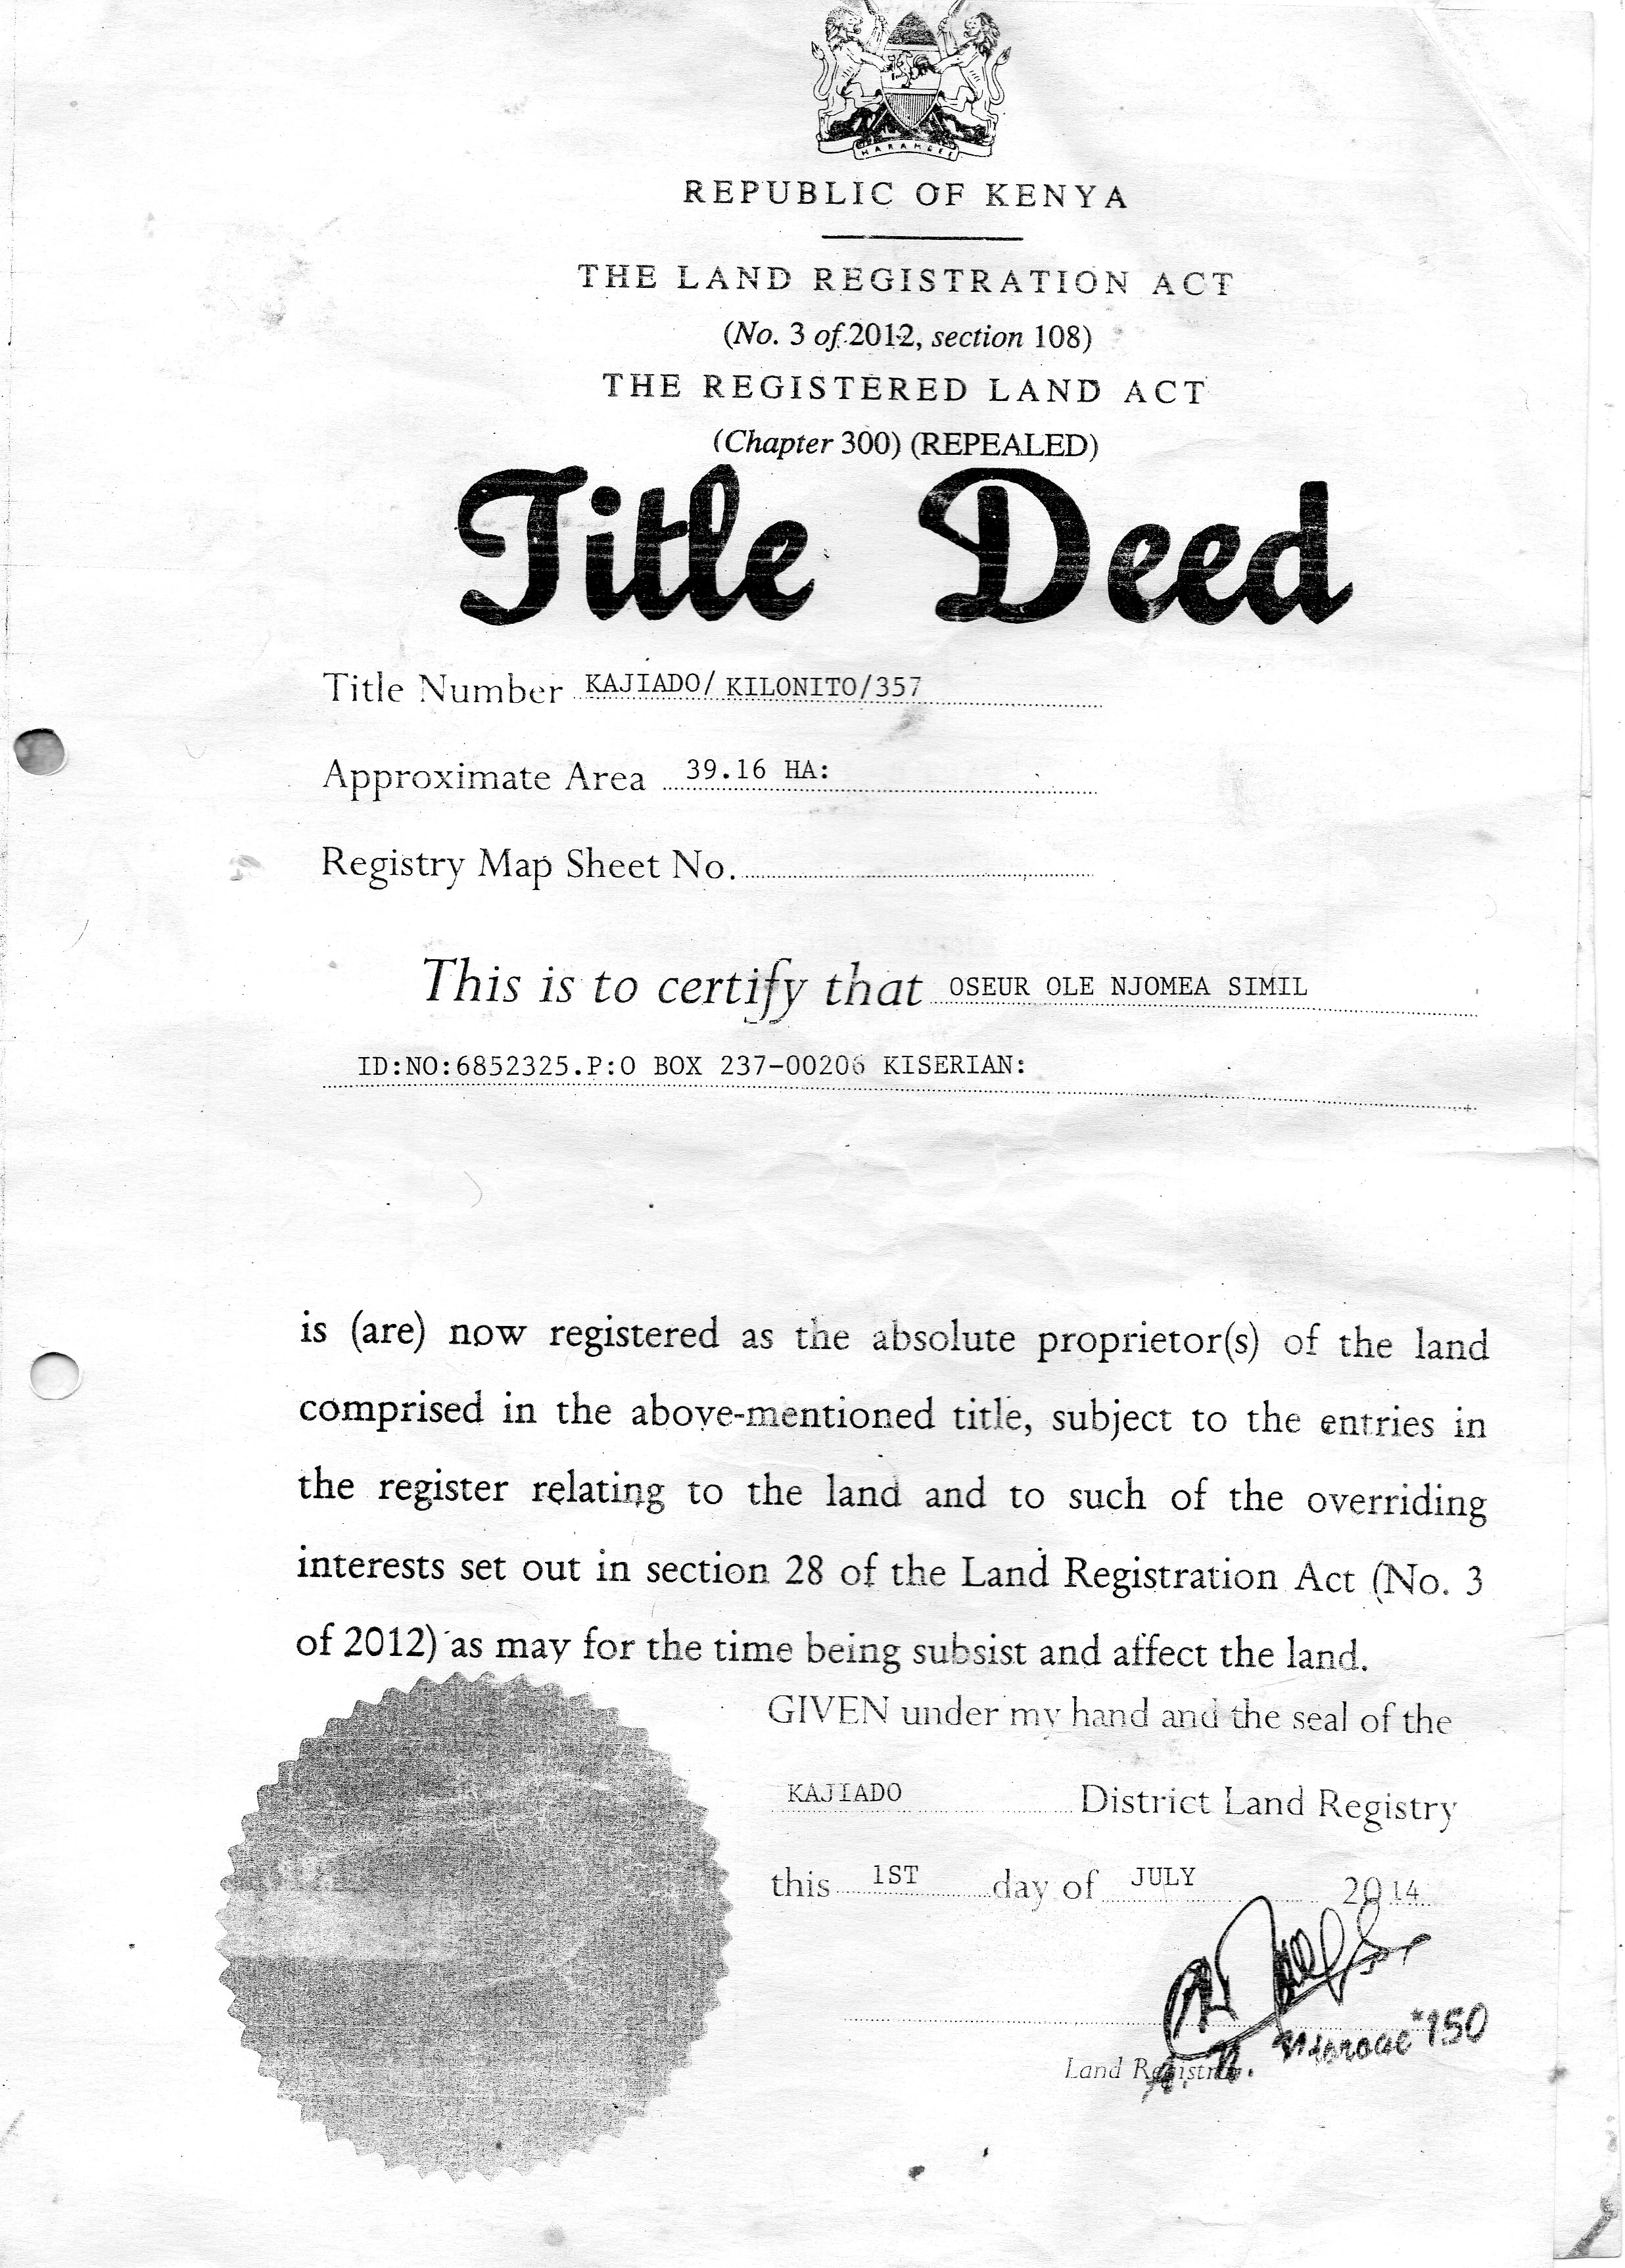 HARAMBEE
REPUBLIC OF KENYA
THE LAND REGISTRATION ACT
(No. 3 of 2012, section 108)
THE REGISTERED LAND ACT
(Chapter 300) (REPEALED)
Title Deed
Title Number KAJIADO/ KILONITO/357
Approximate Area 39.16 HA:
Registry Map Sheet No.
This is to certify that OSEUR OLE NJOMEA SIMIL
ID:NO:6852325.P:O BOX 237-00206 KISERIAN:
is (are) now registered as the absolute proprietor(s) of the land
comprised in the above-mentioned title, subject to the entries in
the register relating to the land and to such of the overriding
interests set out in section 28 of the Land Registration Act (No. 3
of 2012) as may for the time being subsist and affect the land.
GIVEN under my hand and the seal of the
KAJIADO District Land Registry
this 1ST day of JULY 2014
Land Registrar
*150